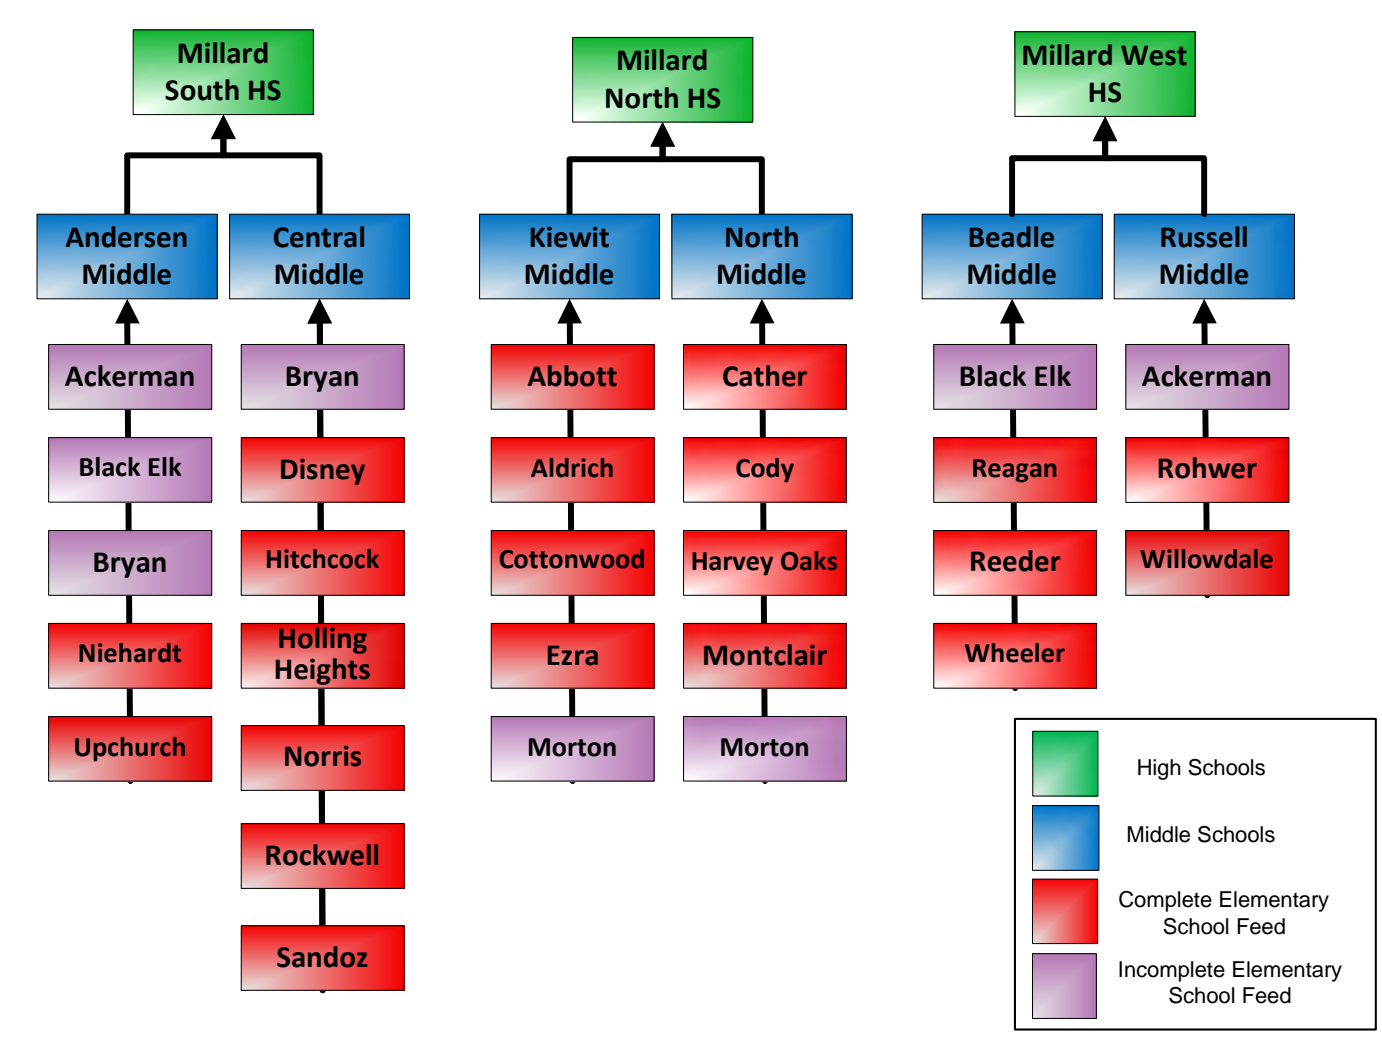 Millard
South HS
Millard
North HS
Millard West
HS
Andersen
Middle
Central
Middle
Kiewit
Middle
North
Middle
Beadle
Middle
Russell
Middle
Ackerman
Black Elk
Bryan
Niehardt
Upchurch
Bryan
Disney
Hitchcock
Holling
Heights
Norris
Rockwell
Sandoz
Abbott
Aldrich
Cottonwood
Ezra
Morton
Cather
Cody
Harvey Oaks
Montclair
Morton
Black Elk
Reagan
Reeder
Wheeler
Ackerman
Rohwer
Willowdale
High Schools
Middle Schools
Complete Elementary
School Feed
Incomplete Elementary
School Feed